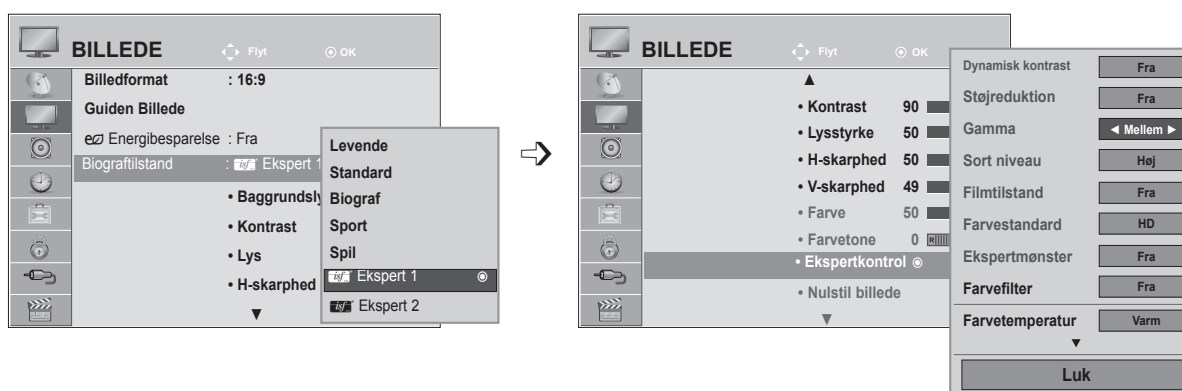 BILLEDE Flyt OK
Billedformat : 16:9
Guiden Billede
Energibesparelse : Fra
Biograftilstand : isf Ekspert 1
• Baggrundsly
• Kontrast
• Lys
• H-skarphed
▼
Levende
Standard
Biograf
Sport
Spil
isf Ekspert 1
isf Ekspert 2
BILLEDE Flyt OK
▲
• Kontrast 90
• Lysstyrke 50
• H-skarphed 50
• V-skarphed 49
• Farve 50
• Farvetone 0 R
• Ekspertkontrol
• Nulstil billede
▼
Dynamisk kontrast Fra
Støjreduktion Fra
Gamma ◄ Mellem ►
Sort niveau Høj
Filmtilstand Fra
Farvestandard HD
Ekspertmønster Fra
Farvefilter Fra
Farvetemperatur Varm
▼
Luk